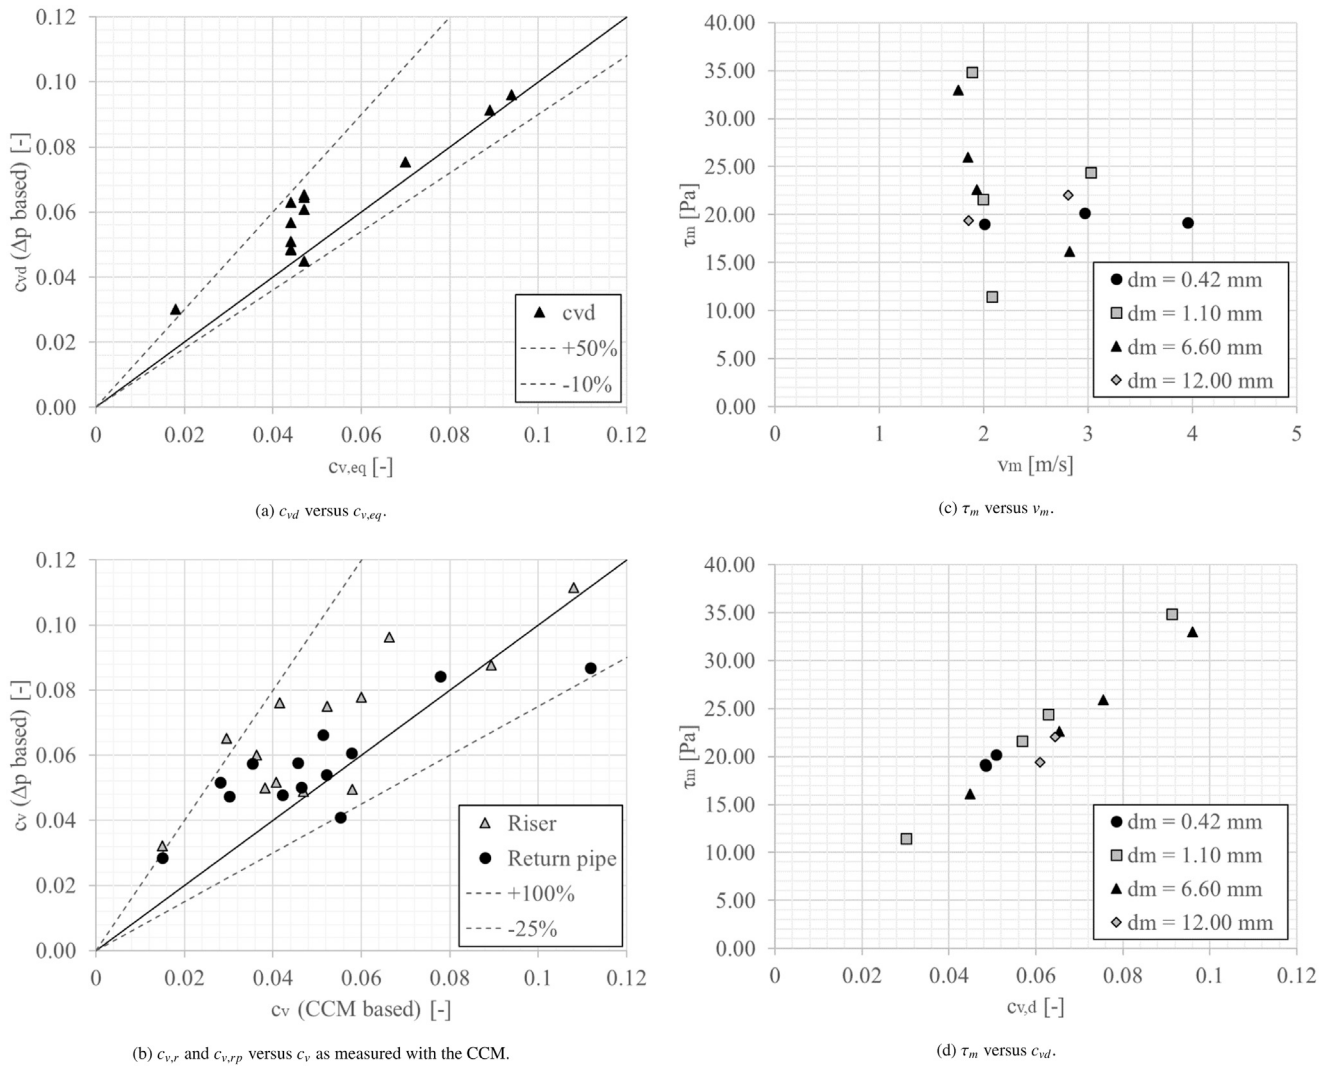 0.12
0.10
0.08
0.06
0.04
0.02
0.00
cvd (Δp based) [-]
0 0.02 0.04 0.06 0.08 0.1 0.12
cv,eq [-]
cvd
+50%
-10%
(a) cvd versus cv,eq.
40.00
35.00
30.00
25.00
20.00
15.00
10.00
5.00
0.00
τm [Pa]
0 1 2 3 4 5
vm [m/s]
dm = 0.42 mm
dm = 1.10 mm
dm = 6.60 mm
dm = 12.00 mm
(c) τm versus vm.
0.12
0.10
0.08
0.06
0.04
0.02
0.00
cv (Δp based) [-]
0 0.02 0.04 0.06 0.08 0.1 0.12
cv (CCM based) [-]
Riser
Return pipe
+100%
-25%
(b) cv,r and cv,rp versus cv as measured with the CCM.
40.00
35.00
30.00
25.00
20.00
15.00
10.00
5.00
0.00
τm [Pa]
0 0.02 0.04 0.06 0.08 0.1 0.12
cv,d [-]
dm = 0.42 mm
dm = 1.10 mm
dm = 6.60 mm
dm = 12.00 mm
(d) τm versus cvd.